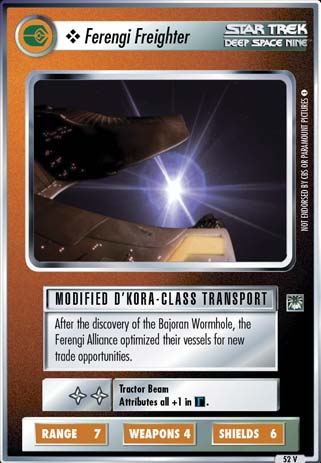 ❖ Ferengi Freighter
STAR TREK
DEEP SPACE NINE
NOT ENDORSED BY CBS OR PARAMOUNT PICTURES
MODIFIED D'KORA-CLASS TRANSPORT
After the discovery of the Bajoran Wormhole, the
Ferengi Alliance optimized their vessels for new
trade opportunities.
Tractor Beam
Attributes all +1 in Γ.
RANGE 7 WEAPONS 4 SHIELDS 6
52 V